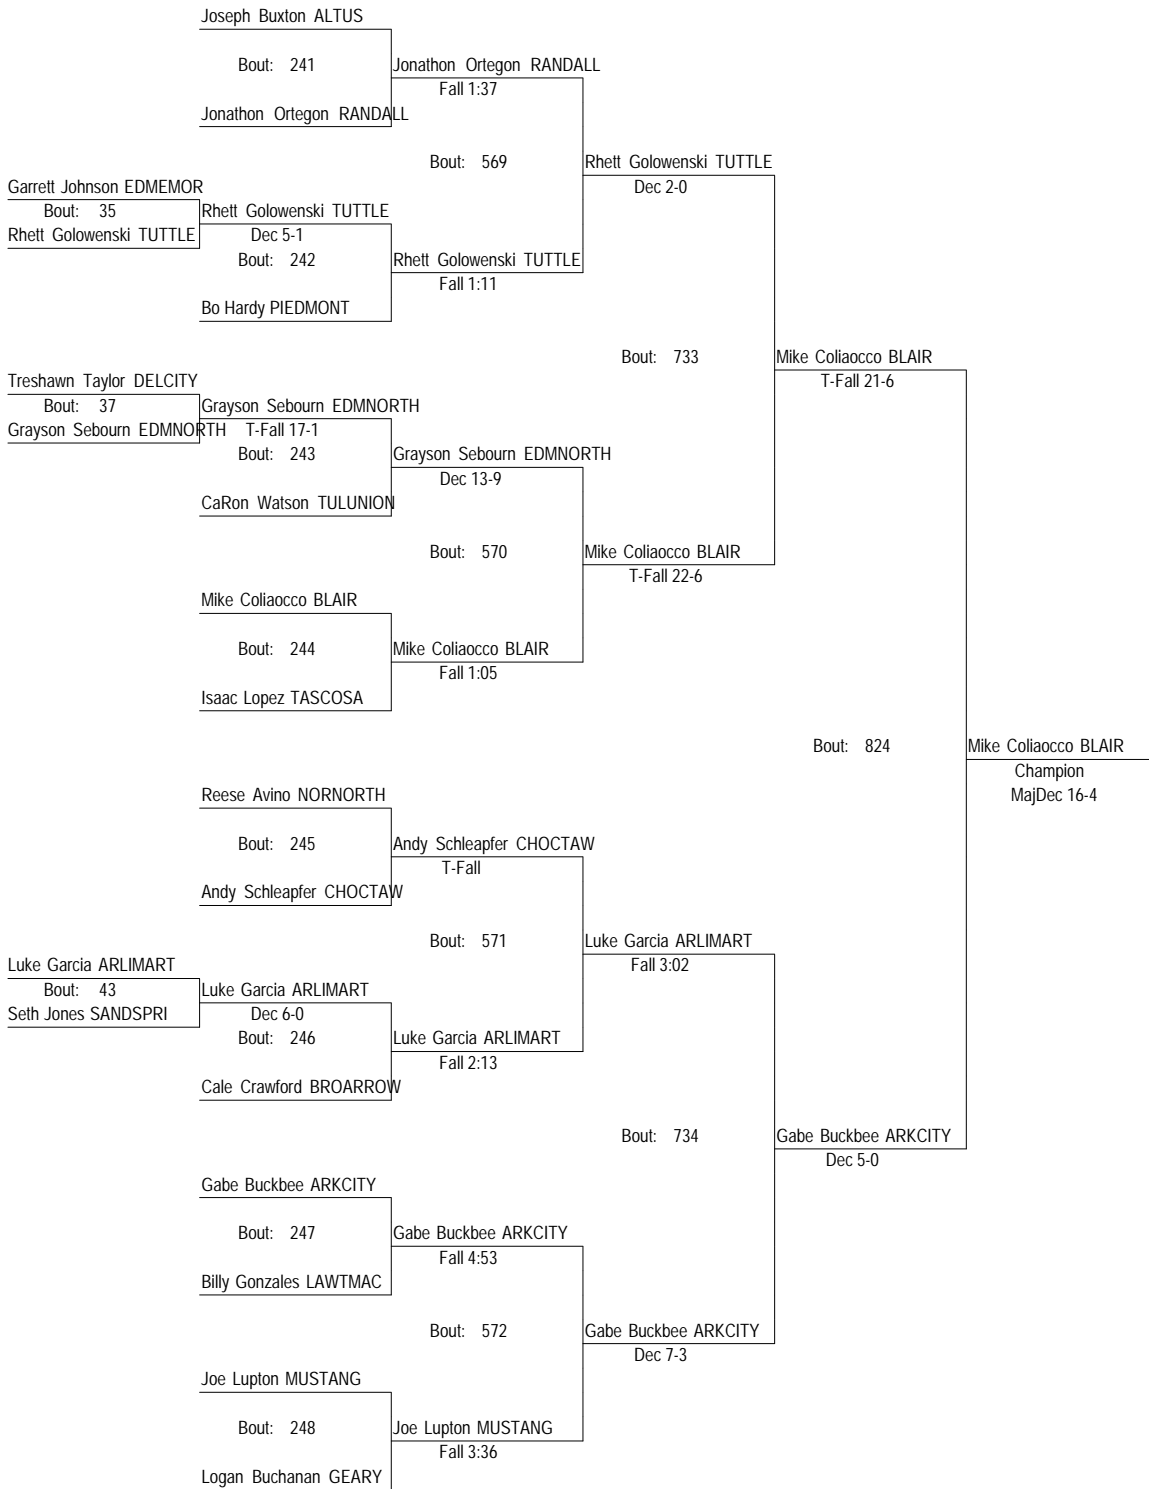 Joseph Buxton ALTUS
Bout: 241
Jonathon Ortegon RANDALL
Fall 1:37
Jonathon Ortegon RANDALL
Bout: 569
Rhett Golowenski TUTTLE
Dec 2-0
Garrett Johnson EDMEMOR
Bout: 35
Rhett Golowenski TUTTLE
Rhett Golowenski TUTTLE
Dec 5-1
Bout: 242
Rhett Golowenski TUTTLE
Fall 1:11
Bo Hardy PIEDMONT
Bout: 733
Mike Coliaocco BLAIR
T-Fall 21-6
Treshawn Taylor DELCITY
Bout: 37
Grayson Sebourn EDMNORTH
Grayson Sebourn EDMNORTH
T-Fall 17-1
Bout: 243
Grayson Sebourn EDMNORTH
Dec 13-9
CaRon Watson TULUNION
Bout: 570
Mike Coliaocco BLAIR
T-Fall 22-6
Mike Coliaocco BLAIR
Bout: 244
Mike Coliaocco BLAIR
Fall 1:05
Isaac Lopez TASCOSA
Bout: 824
Mike Coliaocco BLAIR
Champion
MajDec 16-4
Reese Avino NORNORTH
Bout: 245
Andy Schleapfer CHOCTAW
T-Fall
Andy Schleapfer CHOCTAW
Bout: 571
Luke Garcia ARLIMART
Fall 3:02
Luke Garcia ARLIMART
Bout: 43
Seth Jones SANDSPRI
Luke Garcia ARLIMART
Dec 6-0
Bout: 246
Luke Garcia ARLIMART
Fall 2:13
Cale Crawford BROARROW
Bout: 734
Gabe Buckbee ARKCITY
Dec 5-0
Gabe Buckbee ARKCITY
Bout: 247
Gabe Buckbee ARKCITY
Fall 4:53
Billy Gonzales LAWTMAC
Bout: 572
Gabe Buckbee ARKCITY
Dec 7-3
Joe Lupton MUSTANG
Bout: 248
Joe Lupton MUSTANG
Fall 3:36
Logan Buchanan GEARY